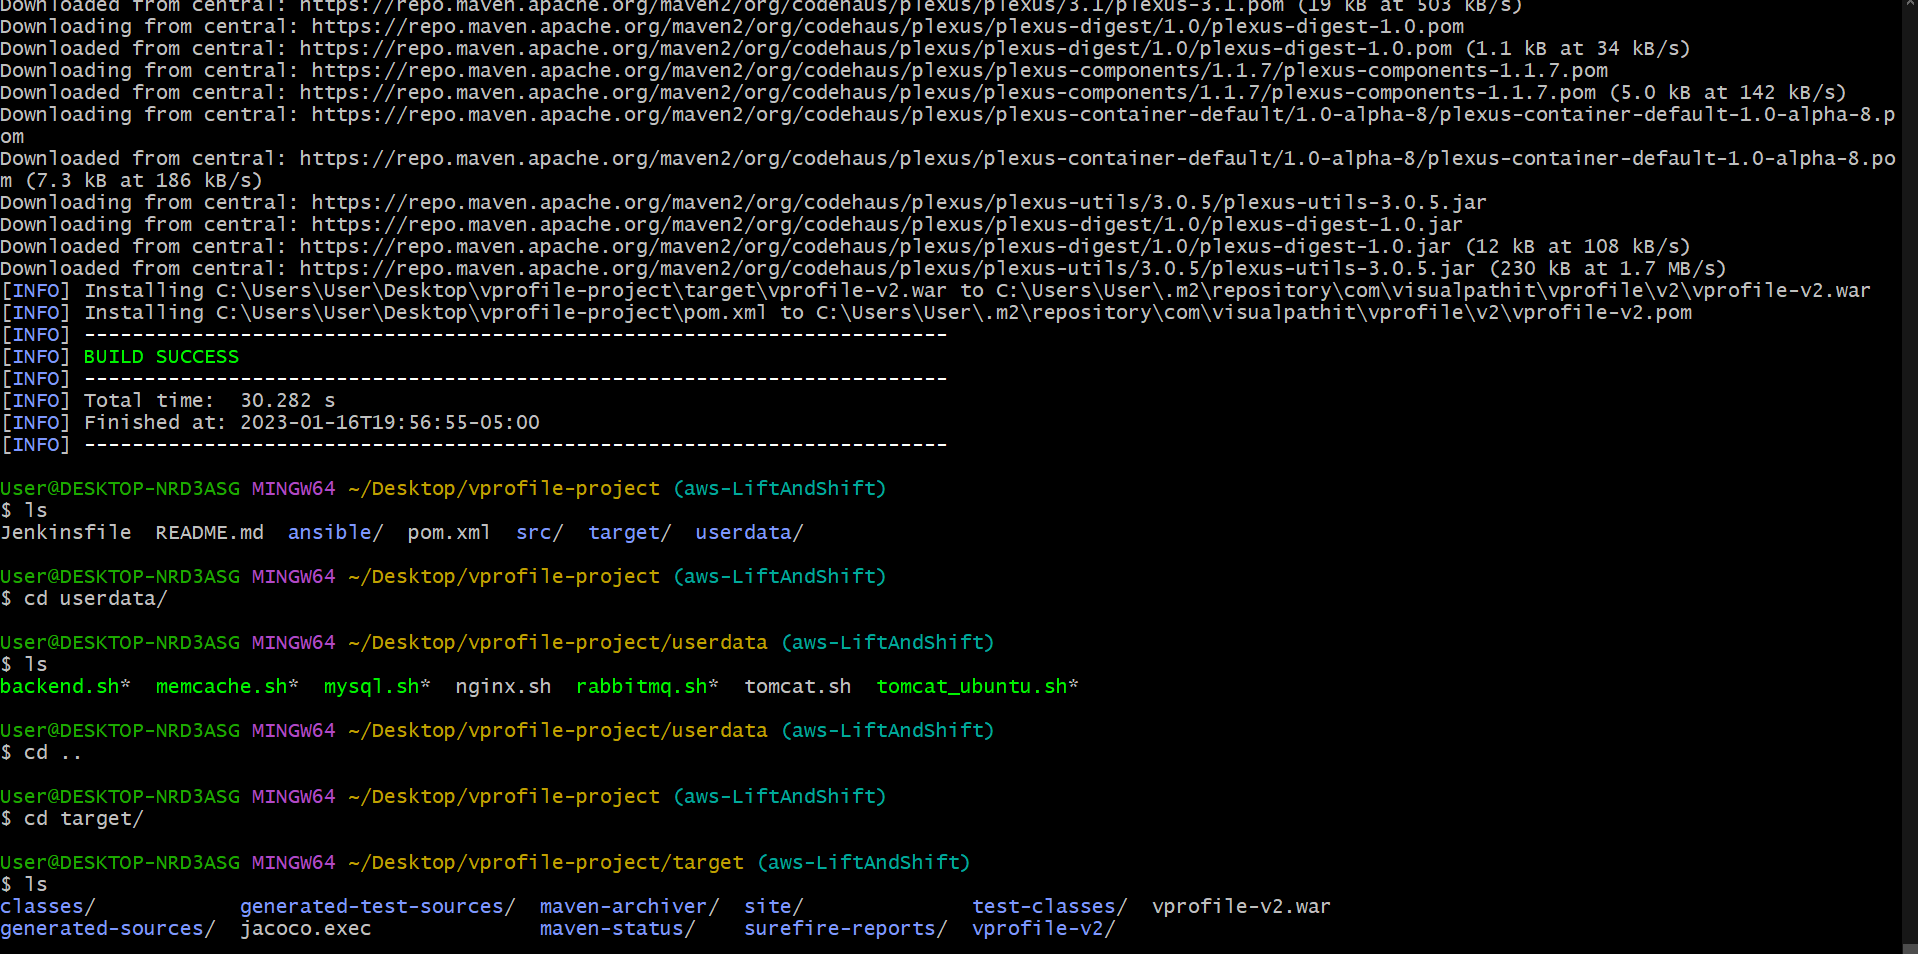 Downloaded from central: https://repo.maven.apache.org/maven2/org/codehaus/plexus/plexus/3.1/plexus-3.1.pom (19 kB at 503 kB/s)
Downloading from central: https://repo.maven.apache.org/maven2/org/codehaus/plexus/plexus-digest/1.0/plexus-digest-1.0.pom
Downloaded from central: https://repo.maven.apache.org/maven2/org/codehaus/plexus/plexus-digest/1.0/plexus-digest-1.0.pom (1.1 kB at 34 kB/s)
Downloading from central: https://repo.maven.apache.org/maven2/org/codehaus/plexus/plexus-components/1.1.7/plexus-components-1.1.7.pom
Downloaded from central: https://repo.maven.apache.org/maven2/org/codehaus/plexus/plexus-components/1.1.7/plexus-components-1.1.7.pom (5.0 kB at 142 kB/s)
Downloading from central: https://repo.maven.apache.org/maven2/org/codehaus/plexus/plexus-container-default/1.0-alpha-8/plexus-container-default-1.0-alpha-8.p
om
Downloaded from central: https://repo.maven.apache.org/maven2/org/codehaus/plexus/plexus-container-default/1.0-alpha-8/plexus-container-default-1.0-alpha-8.po
m (7.3 kB at 186 kB/s)
Downloading from central: https://repo.maven.apache.org/maven2/org/codehaus/plexus/plexus-utils/3.0.5/plexus-utils-3.0.5.jar
Downloading from central: https://repo.maven.apache.org/maven2/org/codehaus/plexus/plexus-digest/1.0/plexus-digest-1.0.jar
Downloaded from central: https://repo.maven.apache.org/maven2/org/codehaus/plexus/plexus-digest/1.0/plexus-digest-1.0.jar (12 kB at 108 kB/s)
Downloaded from central: https://repo.maven.apache.org/maven2/org/codehaus/plexus/plexus-utils/3.0.5/plexus-utils-3.0.5.jar (230 kB at 1.7 MB/s)
[INFO] Installing C:\Users\User\Desktop\vprofile-project\target\vprofile-v2.war to C:\Users\User\.m2\repository\com\visualpathit\vprofile\v2\vprofile-v2.war
[INFO] Installing C:\Users\User\Desktop\vprofile-project\pom.xml to C:\Users\User\.m2\repository\com\visualpathit\vprofile\v2\vprofile-v2.pom
[INFO] ------------------------------------------------------------------------
[INFO] BUILD SUCCESS
[INFO] ------------------------------------------------------------------------
[INFO] Total time:  30.282 s
[INFO] Finished at: 2023-01-16T19:56:55-05:00
[INFO] ------------------------------------------------------------------------
User@DESKTOP-NRD3ASG MINGW64 ~/Desktop/vprofile-project (aws-LiftAndShift)
$ ls
Jenkinsfile  README.md  ansible/  pom.xml  src/  target/  userdata/
User@DESKTOP-NRD3ASG MINGW64 ~/Desktop/vprofile-project (aws-LiftAndShift)
$ cd userdata/
User@DESKTOP-NRD3ASG MINGW64 ~/Desktop/vprofile-project/userdata (aws-LiftAndShift)
$ ls
backend.sh*  memcache.sh*  mysql.sh*  nginx.sh  rabbitmq.sh*  tomcat.sh  tomcat_ubuntu.sh*
User@DESKTOP-NRD3ASG MINGW64 ~/Desktop/vprofile-project/userdata (aws-LiftAndShift)
$ cd ..
User@DESKTOP-NRD3ASG MINGW64 ~/Desktop/vprofile-project (aws-LiftAndShift)
$ cd target/
User@DESKTOP-NRD3ASG MINGW64 ~/Desktop/vprofile-project/target (aws-LiftAndShift)
$ ls
classes/            generated-test-sources/  maven-archiver/  site/              test-classes/  vprofile-v2.war
generated-sources/  jacoco.exec              maven-status/    surefire-reports/  vprofile-v2/